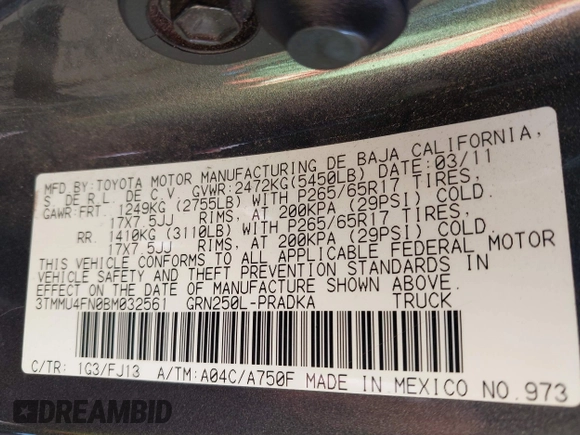 MFD.BY:TOYOTA MOTOR MANUFACTURING DE BAJA CALIFORNIA,
S. DE R.L. DE C.V. GVWR:2472KG(5450LB) DATE:03/11
GAWR:FRT. 1249KG (2755LB) WITH P265/65R17 TIRES,
17X7.5JJ RIMS, AT 200KPA (29PSI) COLD.
RR. 1410KG (3110LB) WITH P265/65R17 TIRES,
17X7.5JJ RIMS, AT 200KPA (29PSI) COLD.
THIS VEHICLE CONFORMS TO ALL APPLICABLE FEDERAL MOTOR
VEHICLE SAFETY AND THEFT PREVENTION STANDARDS IN
EFFECT ON THE DATE OF MANUFACTURE SHOWN ABOVE.
3TMMU4FN0BM032561 GRN250L-PRADKA TRUCK
C/TR: 1G3/FJ13 A/TM:A04C/A750F MADE IN MEXICO NO.973
DREAMBID